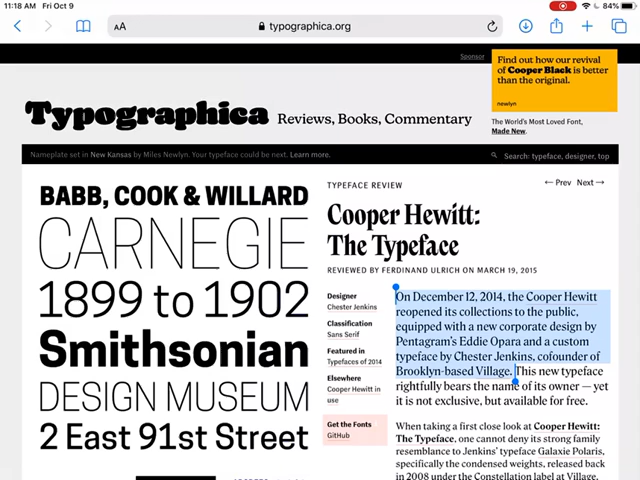 11:18 AM Fri Oct 9
84%
AA
typographica.org
Sponsor
Find out how our revival
of Cooper Black is better
than the original.
newlyn
Typographica Reviews, Books, Commentary
The World's Most Loved Font,
Made New.
Nameplate set in New Kansas by Miles Newlyn. Your typeface could be next. Learn more.
Search: typeface, designer, top
BABB, COOK & WILLARD
CARNEGIE
1899 to 1902
Smithsonian
DESIGN MUSEUM
2 East 91st Street
TYPEFACE REVIEW
← Prev Next →
Cooper Hewitt:
The Typeface
REVIEWED BY FERDINAND ULRICH ON MARCH 19, 2015
Designer
Chester Jenkins
Classification
Sans Serif
Featured in
Typefaces of 2014
Elsewhere
Cooper Hewitt in
use
Get the Fonts
GitHub
On December 12, 2014, the Cooper Hewitt
reopened its collections to the public,
equipped with a new corporate design by
Pentagram's Eddie Opara and a custom
typeface by Chester Jenkins, cofounder of
Brooklyn-based Village. This new typeface
rightfully bears the name of its owner — yet
it is not exclusive, but available for free.
When taking a first close look at Cooper Hewitt:
The Typeface, one cannot deny its strong family
resemblance to Jenkins' typeface Galaxie Polaris,
specifically the condensed weights, released back
in 2008 under the Constellation label at Village.